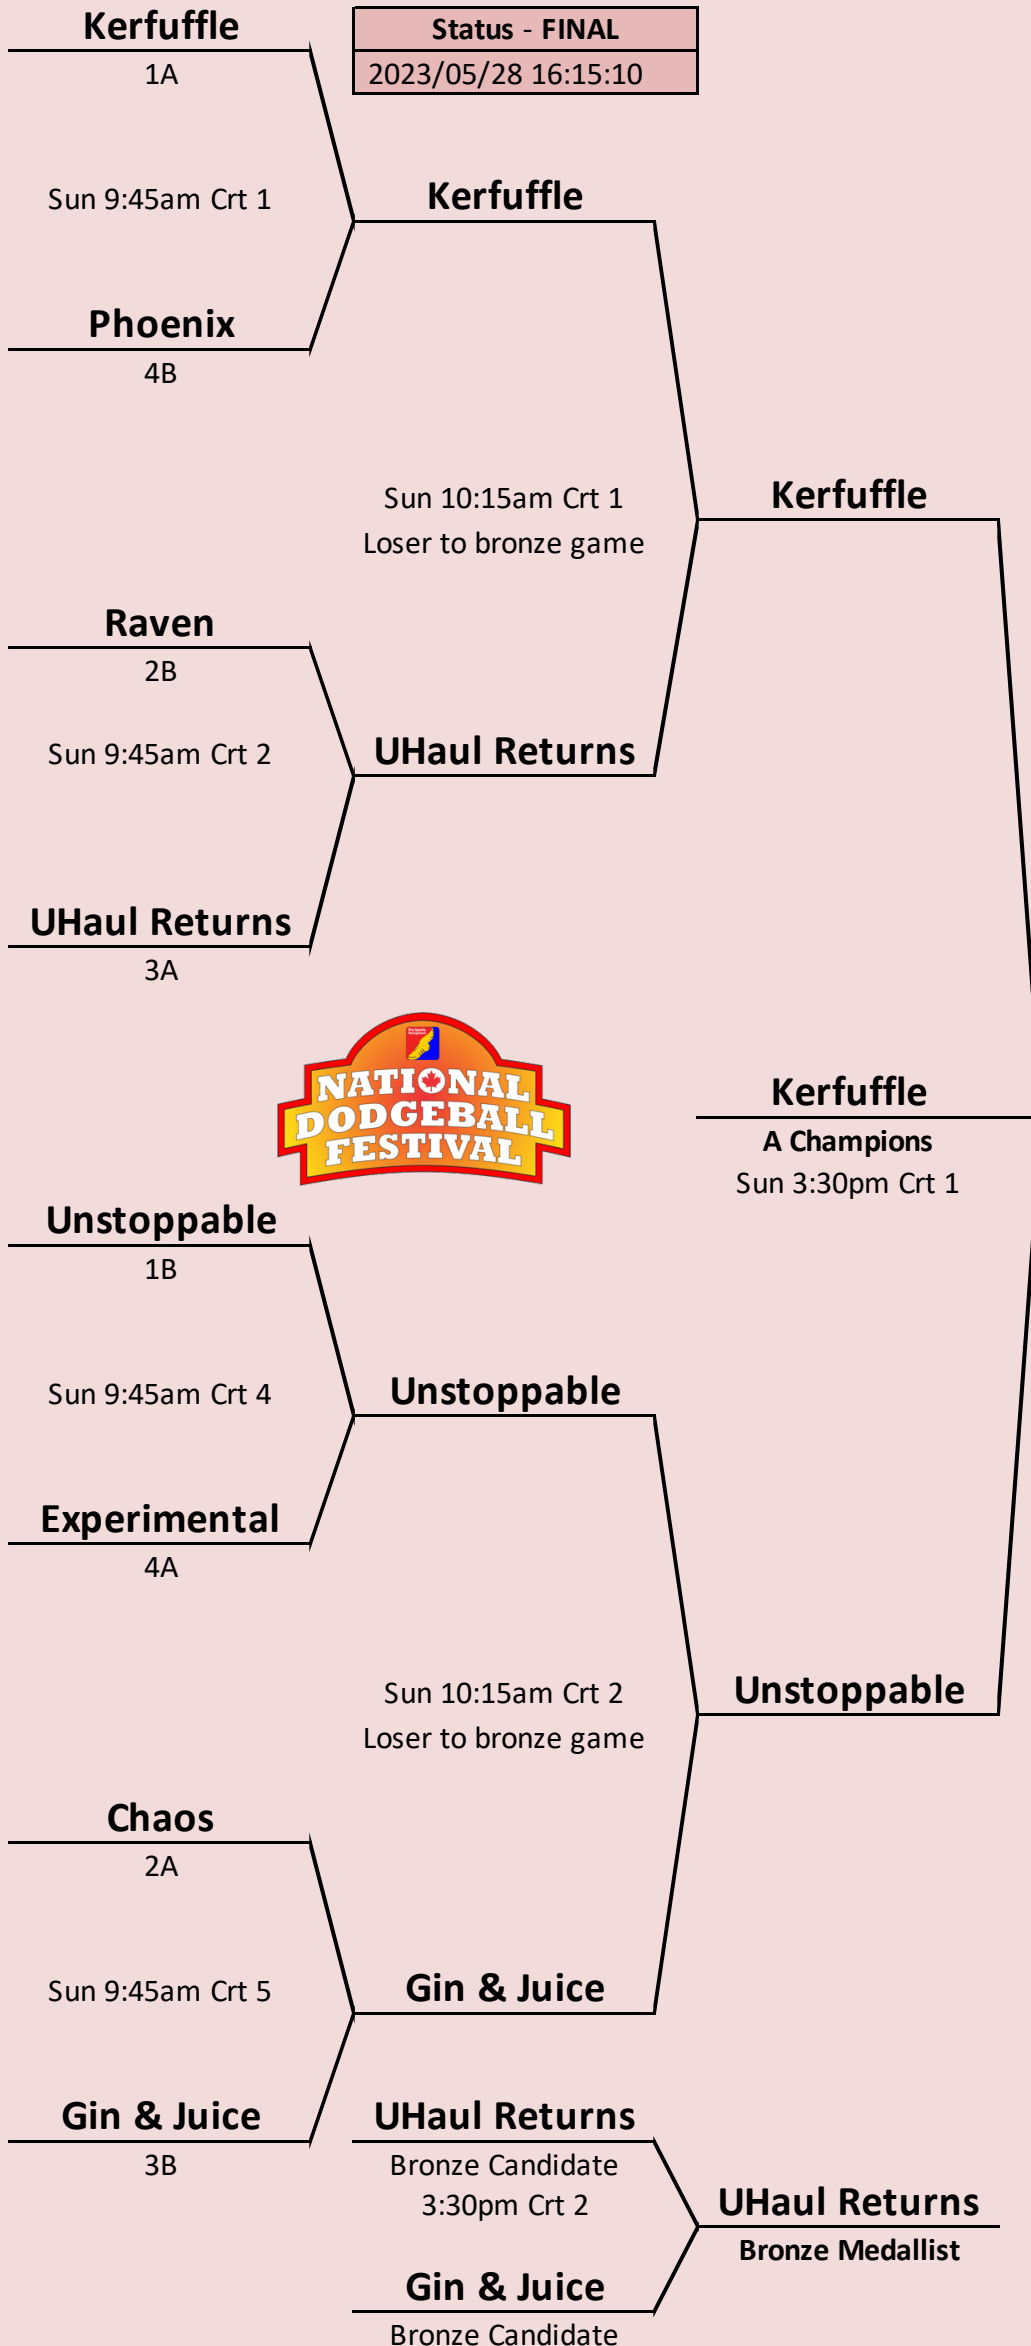 Kerfuffle
1A
Status - FINAL
2023/05/28 16:15:10
Sun 9:45am Crt 1
Kerfuffle
Phoenix
4B
Sun 10:15am Crt 1
Loser to bronze game
Kerfuffle
Raven
2B
Sun 9:45am Crt 2
UHaul Returns
UHaul Returns
3A
NATIONAL
DODGEBALL
FESTIVAL
Kerfuffle
A Champions
Sun 3:30pm Crt 1
Unstoppable
1B
Sun 9:45am Crt 4
Unstoppable
Experimental
4A
Sun 10:15am Crt 2
Loser to bronze game
Unstoppable
Chaos
2A
Sun 9:45am Crt 5
Gin & Juice
Gin & Juice
3B
UHaul Returns
Bronze Candidate
3:30pm Crt 2
UHaul Returns
Bronze Medallist
Gin & Juice
Bronze Candidate